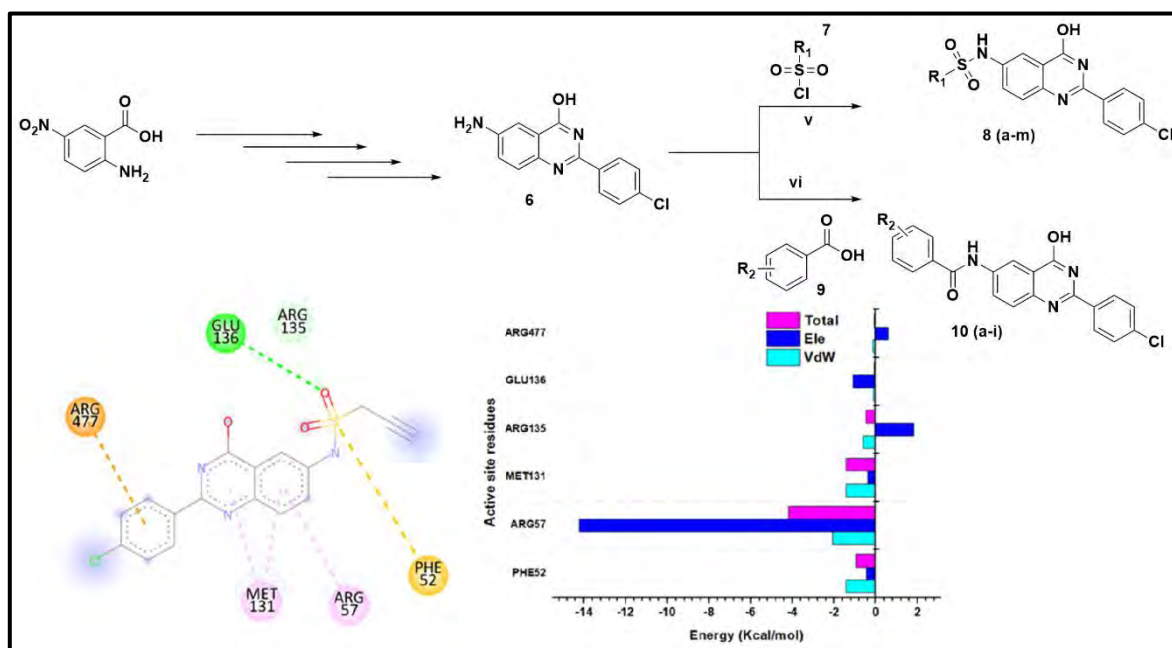 7
R1
O=S=O
Cl
v
HN
O
S
R1
O
OH
N
N
Cl
8 (a-m)
O2N
O
OH
NH2
H2N
OH
N
N
Cl
6
vi
R2
O
OH
9
R2
H
N
O
OH
N
N
Cl
10 (a-i)
GLU
136
ARG
135
ARG
477
O
O
S
O
N
N
N
Cl
MET
131
ARG
57
PHE
52
Total
Ele
VdW
Active site residues
ARG477
GLU136
ARG135
MET131
ARG57
PHE52
-14 -12 -10 -8 -6 -4 -2 0 2
Energy (Kcal/mol)